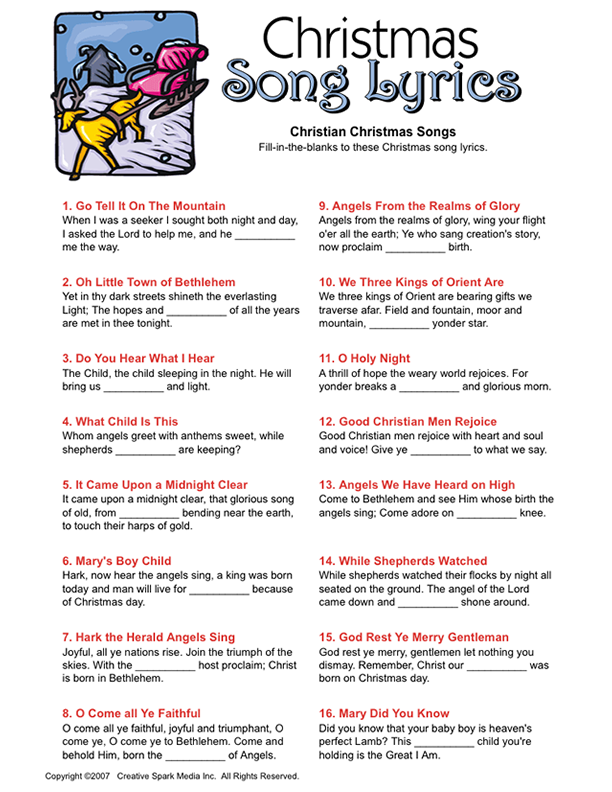 Christmas
Song Lyrics
Christian Christmas Songs
Fill-in-the-blanks to these Christmas song lyrics.
1. Go Tell It On The Mountain
When I was a seeker I sought both night and day,
I asked the Lord to help me, and he __________
me the way.
2. Oh Little Town of Bethlehem
Yet in thy dark streets shineth the everlasting
Light; The hopes and __________ of all the years
are met in thee tonight.
3. Do You Hear What I Hear
The Child, the child sleeping in the night. He will
bring us __________ and light.
4. What Child Is This
Whom angels greet with anthems sweet, while
shepherds __________ are keeping?
5. It Came Upon a Midnight Clear
It came upon a midnight clear, that glorious song
of old, from __________ bending near the earth,
to touch their harps of gold.
6. Mary's Boy Child
Hark, now hear the angels sing, a king was born
today and man will live for __________ because
of Christmas day.
7. Hark the Herald Angels Sing
Joyful, all ye nations rise. Join the triumph of the
skies. With the __________ host proclaim; Christ
is born in Bethlehem.
8. O Come all Ye Faithful
O come all ye faithful, joyful and triumphant, O
come ye, O come ye to Bethlehem. Come and
behold Him, born the __________ of Angels.
9. Angels From the Realms of Glory
Angels from the realms of glory, wing your flight
o'er all the earth; Ye who sang creation's story,
now proclaim __________ birth.
10. We Three Kings of Orient Are
We three kings of Orient are bearing gifts we
traverse afar. Field and fountain, moor and
mountain, __________ yonder star.
11. O Holy Night
A thrill of hope the weary world rejoices. For
yonder breaks a __________ and glorious morn.
12. Good Christian Men Rejoice
Good Christian men rejoice with heart and soul
and voice! Give ye __________ to what we say.
13. Angels We Have Heard on High
Come to Bethlehem and see Him whose birth the
angels sing; Come adore on __________ knee.
14. While Shepherds Watched
While shepherds watched their flocks by night all
seated on the ground. The angel of the Lord
came down and __________ shone around.
15. God Rest Ye Merry Gentleman
God rest ye merry, gentlemen let nothing you
dismay. Remember, Christ our __________ was
born on Christmas day.
16. Mary Did You Know
Did you know that your baby boy is heaven's
perfect Lamb? This __________ child you're
holding is the Great I Am.
Copyright ©2007 Creative Spark Media Inc. All Rights Reserved.